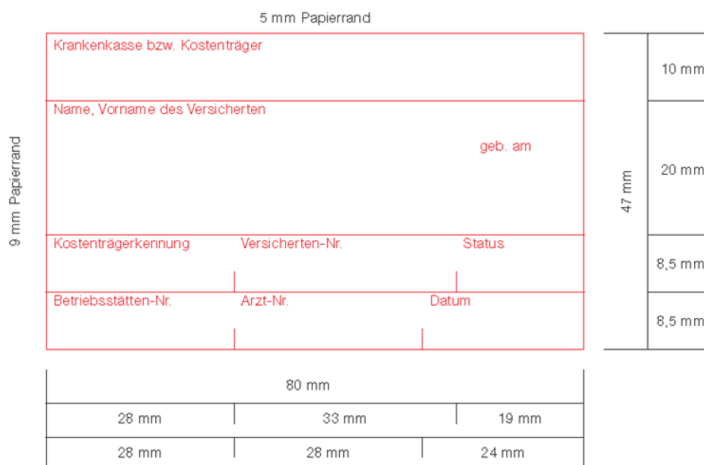 5 mm Papierrand
Krankenkasse bzw. Kostenträger
10 mm
Name, Vorname des Versicherten
geb. am
9 mm Papierrand
47 mm
20 mm
Kostenträgerkennung Versicherten-Nr. Status
8,5 mm
Betriebsstätten-Nr. Arzt-Nr. Datum
8,5 mm
80 mm
28 mm 33 mm 19 mm
28 mm 28 mm 24 mm